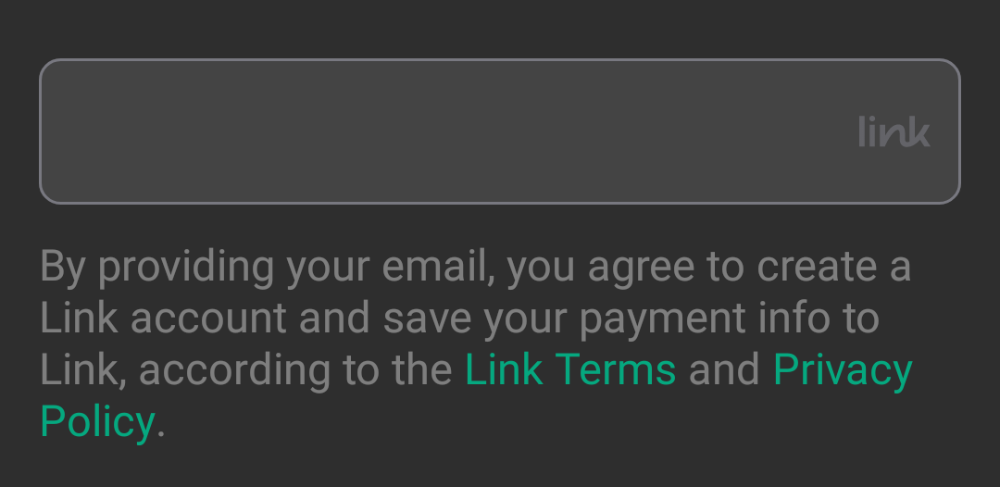 link
By providing your email, you agree to create a
Link account and save your payment info to
Link, according to the Link Terms and Privacy
Policy.